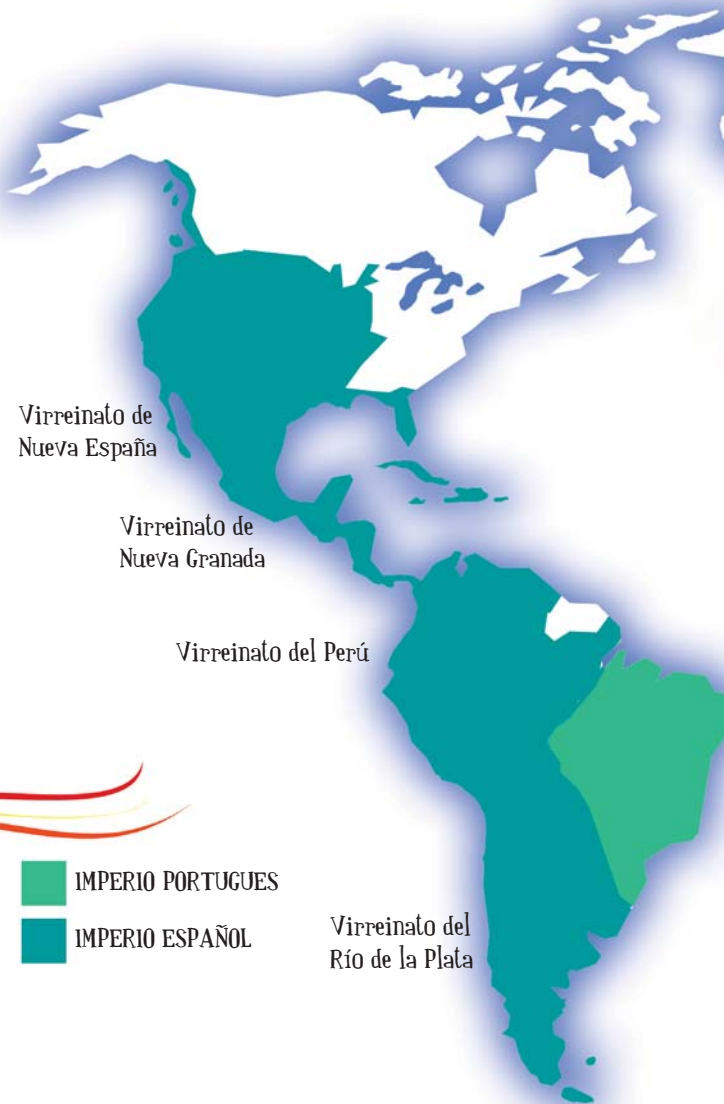 Virreinato de
Nueva España
Virreinato de
Nueva Granada
Virreinato del Perú
IMPERIO PORTUGUES
IMPERIO ESPAÑOL
Virreinato del
Río de la Plata